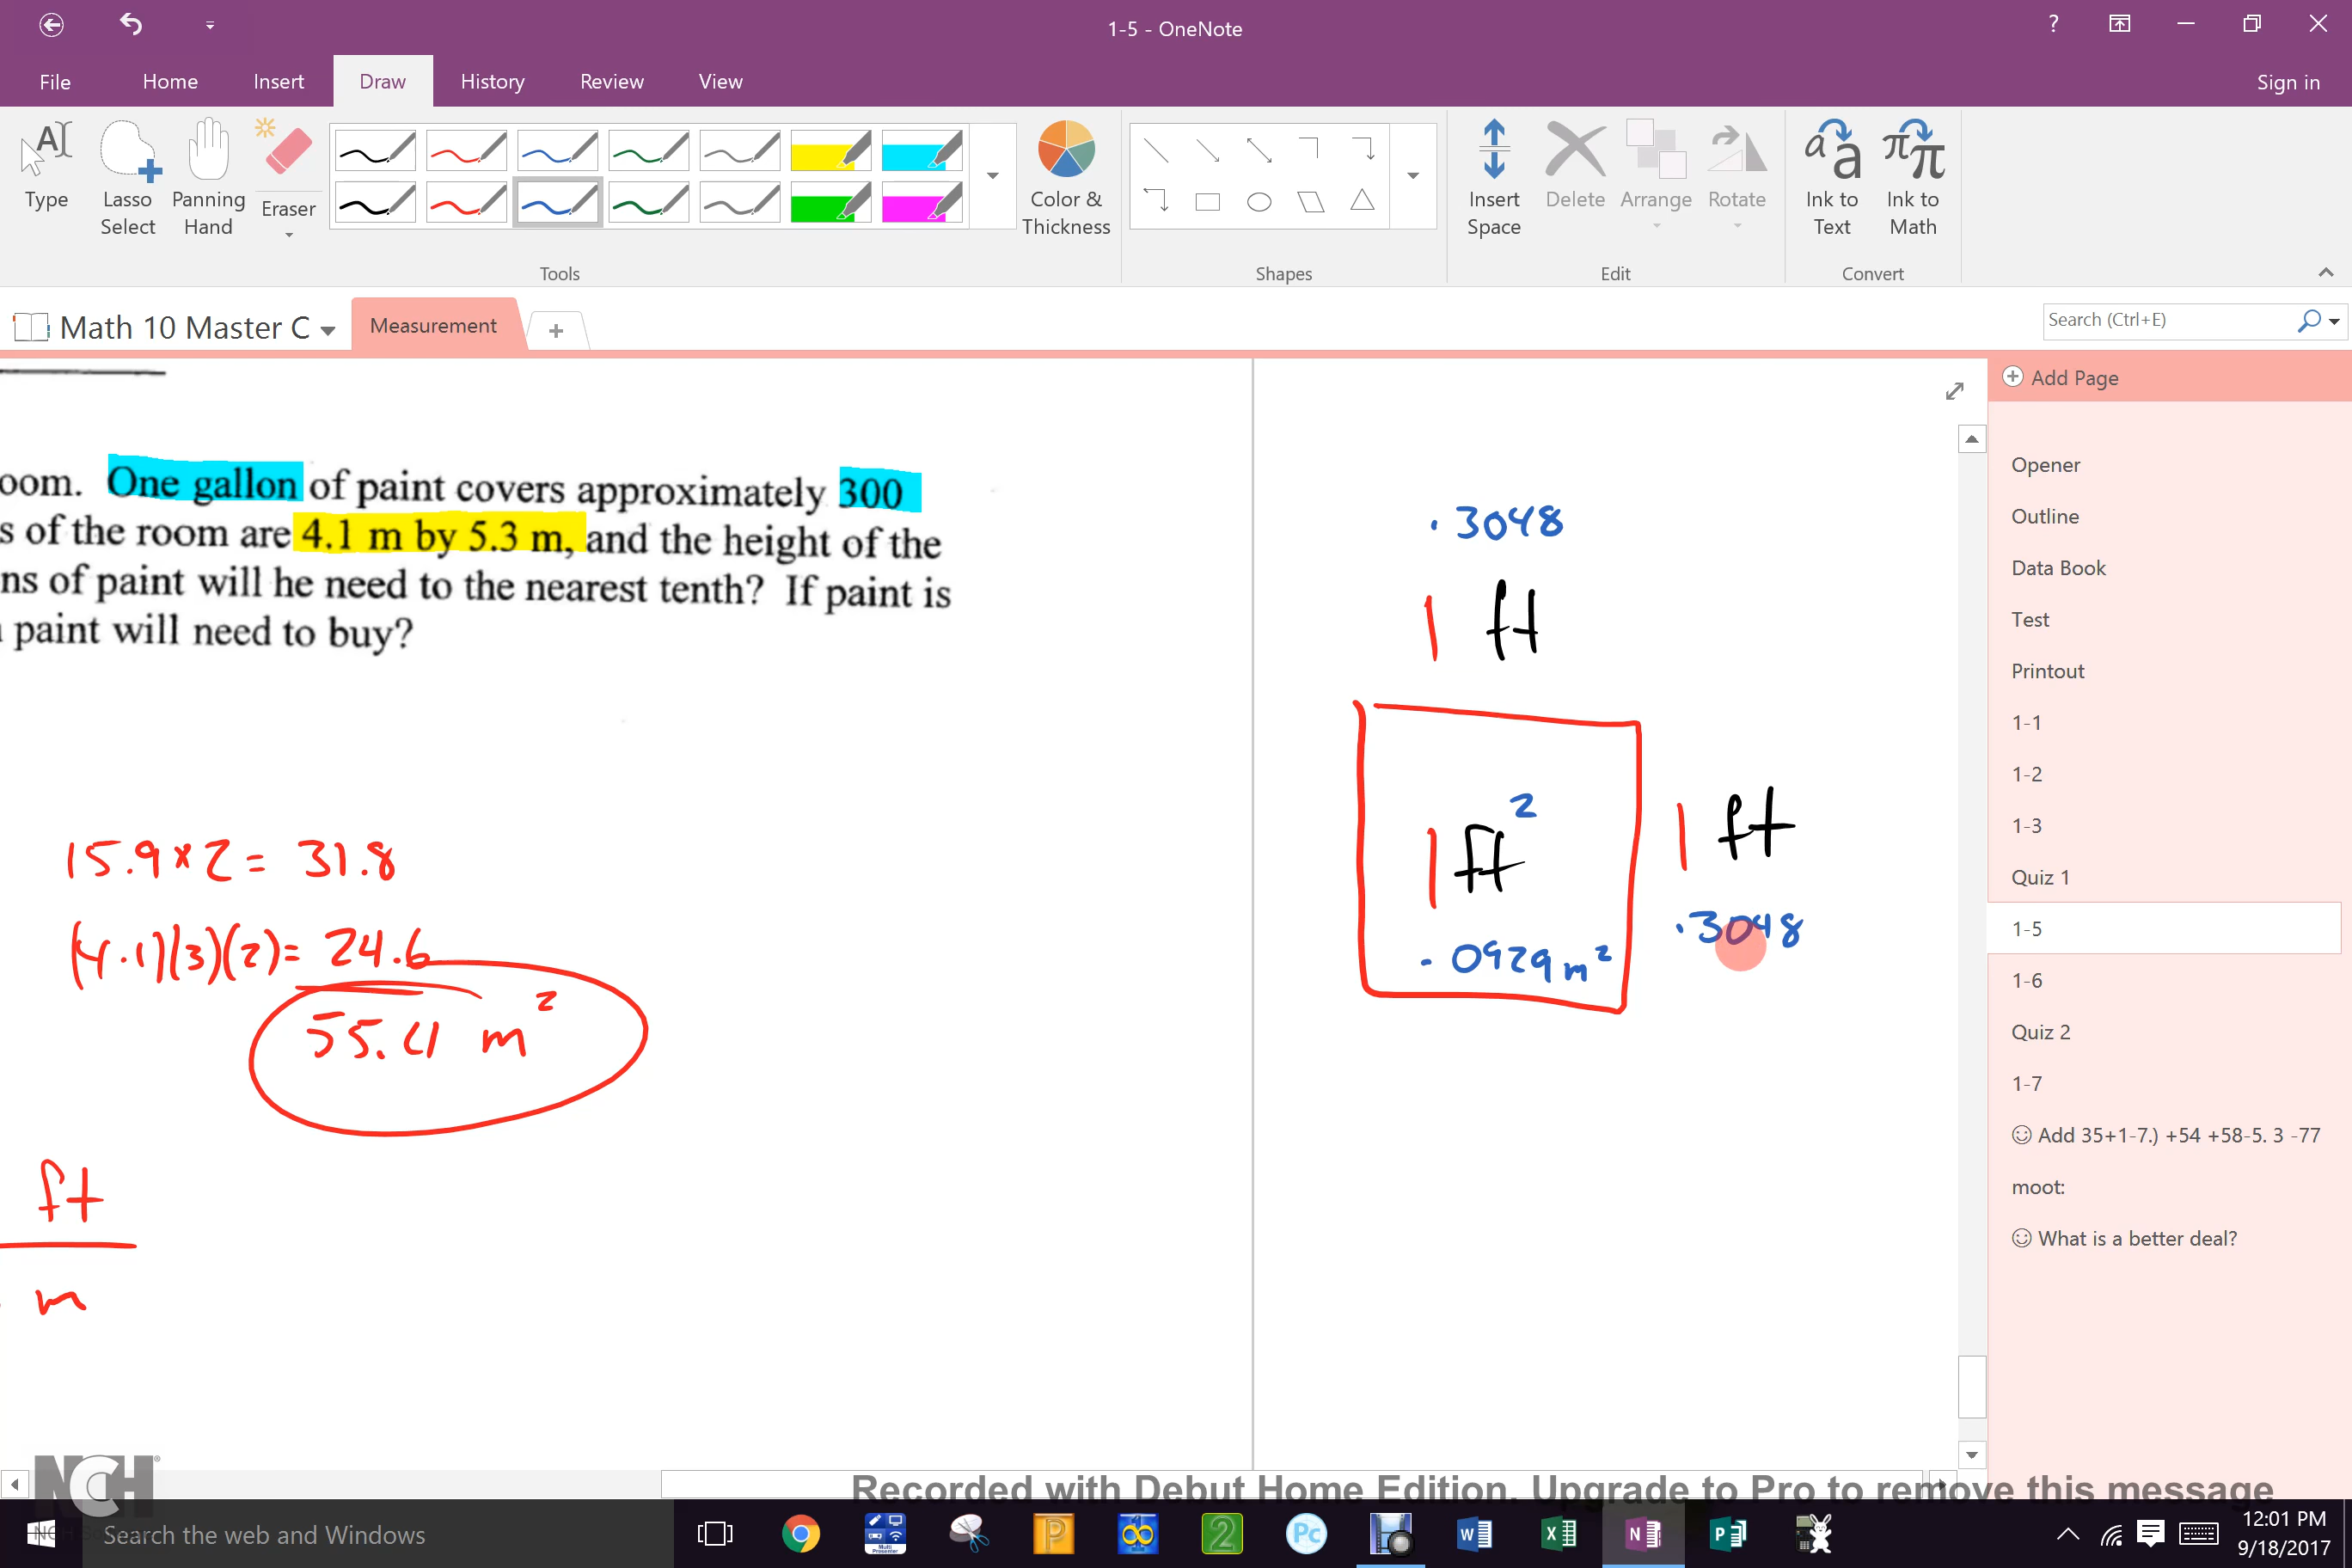 1-5 - OneNote
?
File Home Insert Draw History Review View
Sign in
Type
Lasso Select
Panning Hand
Eraser
Color & Thickness
Insert Space
Delete
Arrange
Rotate
Ink to Text
Ink to Math
Tools
Shapes
Edit
Convert
Math 10 Master C
Measurement
+
Search (Ctrl+E)
oom. One gallon of paint covers approximately 300
s of the room are 4.1 m by 5.3 m, and the height of the
ns of paint will he need to the nearest tenth? If paint is
paint will need to buy?
15.9 × 2 = 31.8
(4.1)(3)(2) = 24.6
55.4 m²
ft
m
.3048
1 ft
1 ft²
.0929 m²
1 ft
.3048
Add Page
Opener
Outline
Data Book
Test
Printout
1-1
1-2
1-3
Quiz 1
1-5
1-6
Quiz 2
1-7
Add 35+1-7.) +54 +58-5. 3 -77
moot:
What is a better deal?
NCH
Recorded with Debut Home Edition. Upgrade to Pro to remove this message
Search the web and Windows
12:01 PM
9/18/2017